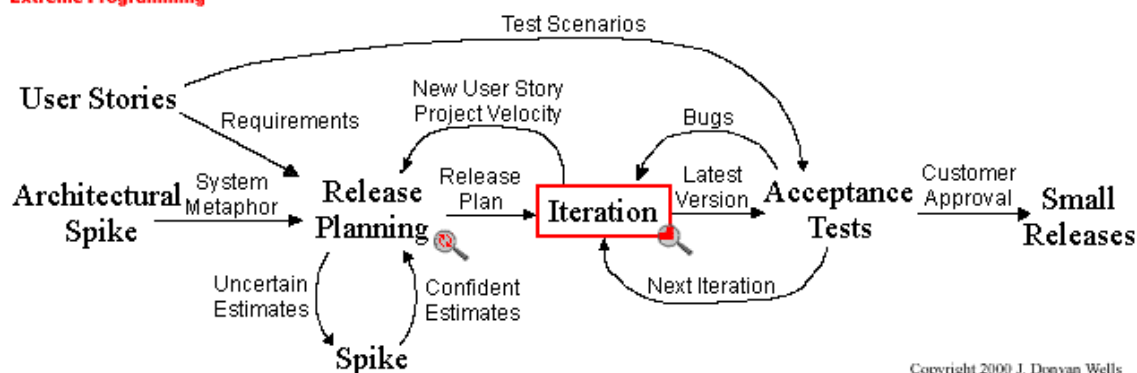 Extreme Programming
Test Scenarios
User Stories
New User Story
Project Velocity
Bugs
Requirements
Architectural
Spike
System
Metaphor
Release
Planning
Release
Plan
Iteration
Latest
Version
Acceptance
Tests
Customer
Approval
Small
Releases
Uncertain
Estimates
Confident
Estimates
Next Iteration
Spike
Copyright 2000 J. Donvan Wells